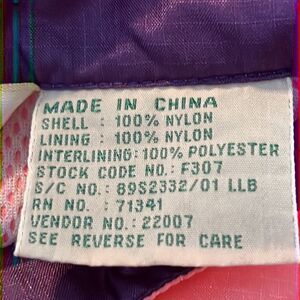 MADE IN CHINA
SHELL : 100% NYLON
LINING : 100% NYLON
INTERLINING: 100% POLYESTER
STOCK CODE NO.: F307
S/C NO.: 89S2332/01 LLB
RN NO. : 71341
VENDOR NO.: 22007
SEE REVERSE FOR CARE